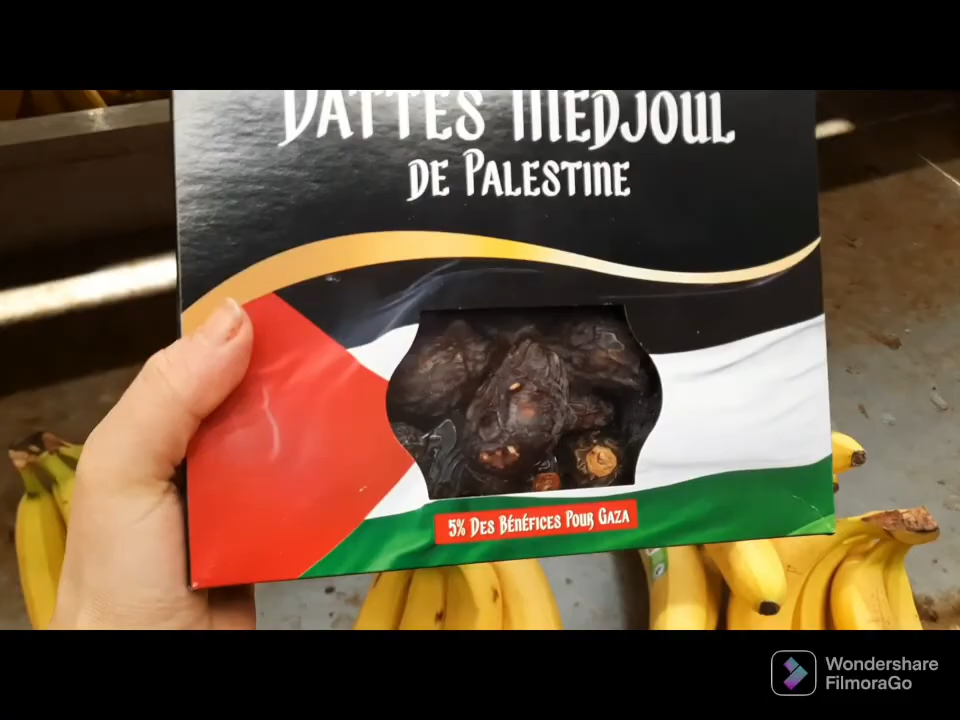 DATTES MEDJOUL
DE PALESTINE
5% DES BÉNÉFICES POUR GAZA
Wondershare
FilmoraGo